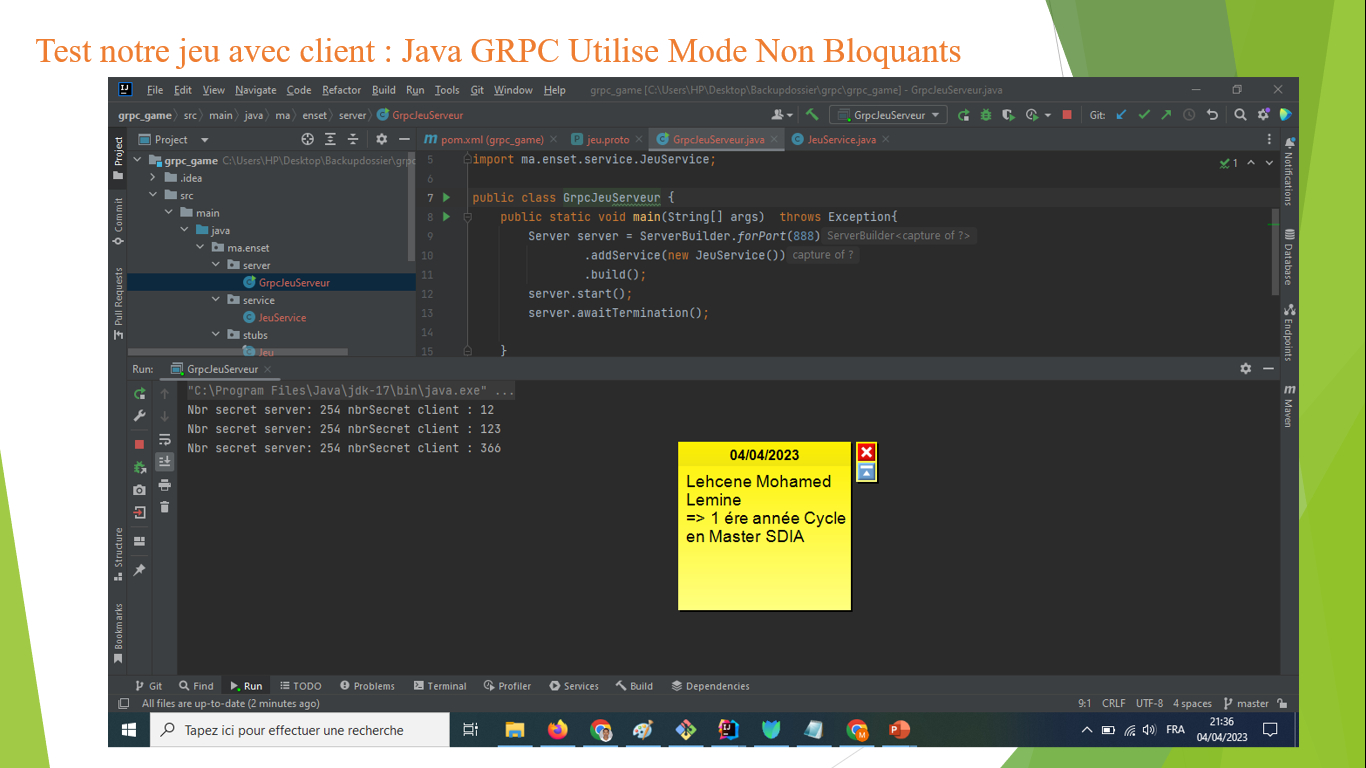 Test notre jeu avec client : Java GRPC Utilise Mode Non Bloquants
File Edit View Navigate Code Refactor Build Run Tools Git Window Help grpc_game [C:\Users\HP\Desktop\Backupdossier\grpc\grpc_game] - GrpcJeuServeur.java
grpc_game src main java ma enset server GrpcJeuServeur
GrpcJeuServeur Git:
Project
pom.xml (grpc_game) jeu.proto GrpcJeuServeur.java JeuService.java
grpc_game C:\Users\HP\Desktop\Backupdossier\grpc
.idea
src
main
java
ma.enset
server
GrpcJeuServeur
service
JeuService
stubs
Jeu
5 import ma.enset.service.JeuService;
6
7 public class GrpcJeuServeur {
8 public static void main(String[] args) throws Exception{
9 Server server = ServerBuilder.forPort(888) ServerBuilder<capture of ?>
10 .addService(new JeuService()) capture of ?
11 .build();
12 server.start();
13 server.awaitTermination();
14
15 }
1
Project
Commit
Pull Requests
Structure
Bookmarks
Notifications
Database
Endpoints
Maven
Run: GrpcJeuServeur
"C:\Program Files\Java\jdk-17\bin\java.exe" ...
Nbr secret server: 254 nbrSecret client : 12
Nbr secret server: 254 nbrSecret client : 123
Nbr secret server: 254 nbrSecret client : 366
04/04/2023
Lehcene Mohamed
Lemine
=> 1 ére année Cycle
en Master SDIA
Git Find Run TODO Problems Terminal Profiler Services Build Dependencies
All files are up-to-date (2 minutes ago) 9:1 CRLF UTF-8 4 spaces master
Tapez ici pour effectuer une recherche
FRA
21:36
04/04/2023